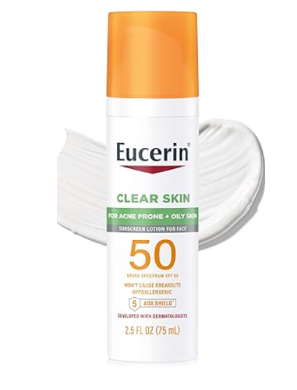 Eucerin®
CLEAR SKIN
FOR ACNE PRONE + OILY SKIN
SUNSCREEN LOTION FOR FACE
50
BROAD SPECTRUM SPF 50
WON'T CAUSE BREAKOUTS
HYPOALLERGENIC
5 AOX SHIELD™
DEVELOPED WITH DERMATOLOGISTS
2.5 FL OZ (75 mL)